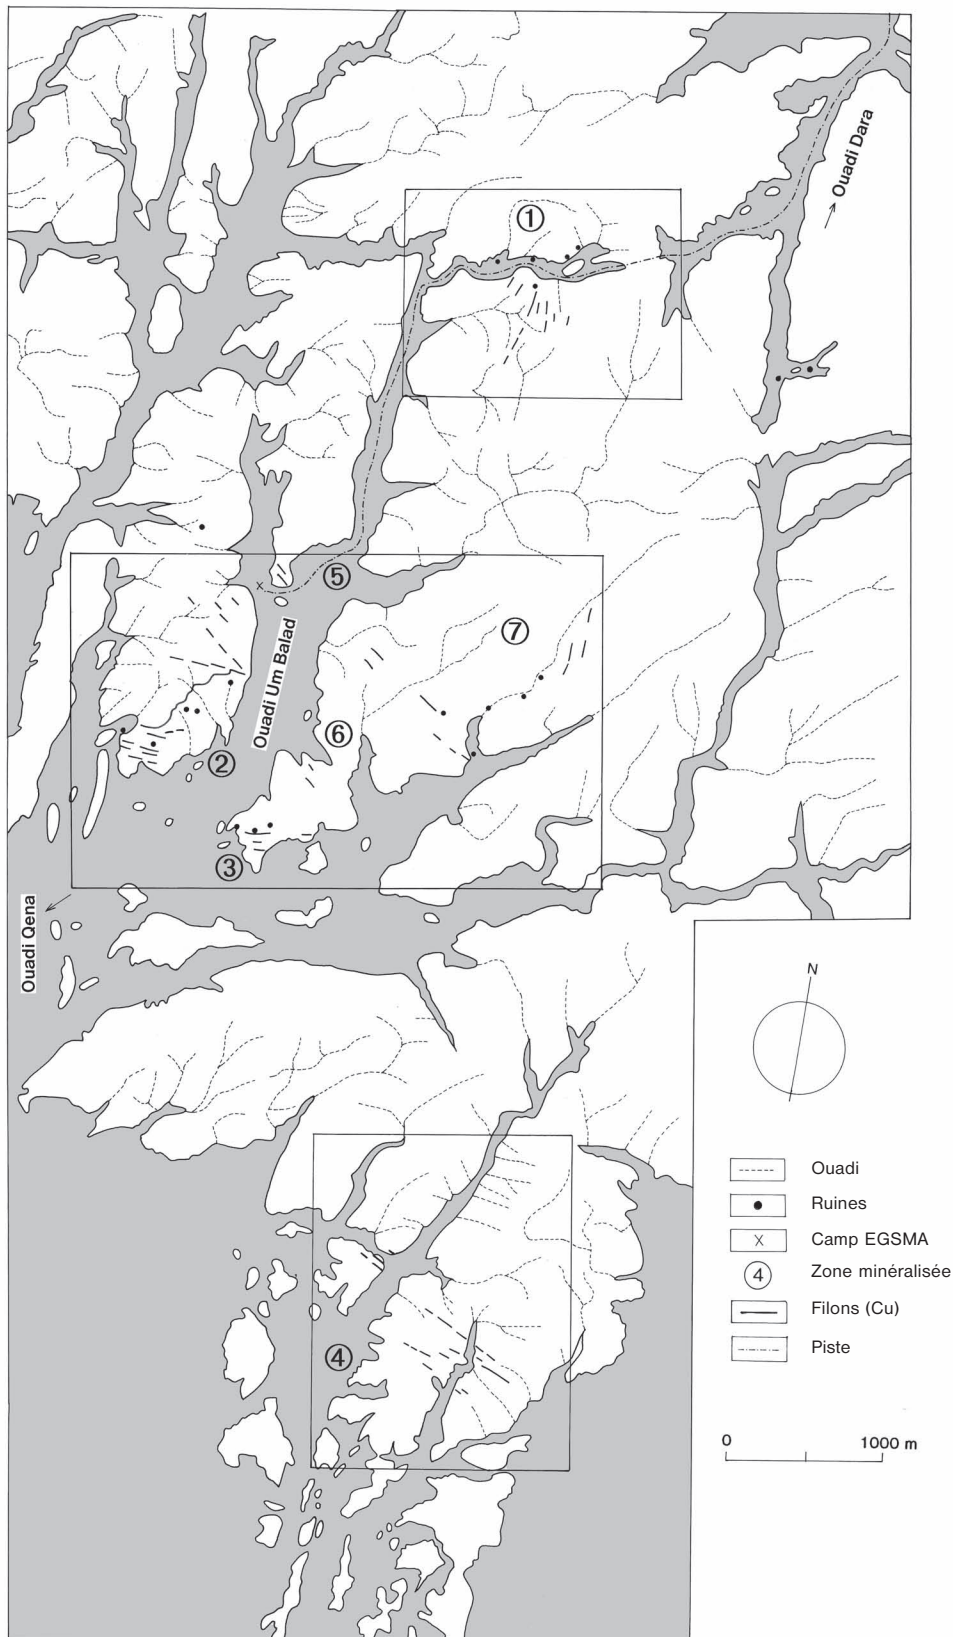 Ouadi Dara
①
⑤
⑦
Ouadi Um Balad
⑥
②
③
Ouadi Qena
N
Ouadi
Ruines
X Camp EGSMA
④ Zone minéralisée
Filons (Cu)
Piste
④
0 1000 m